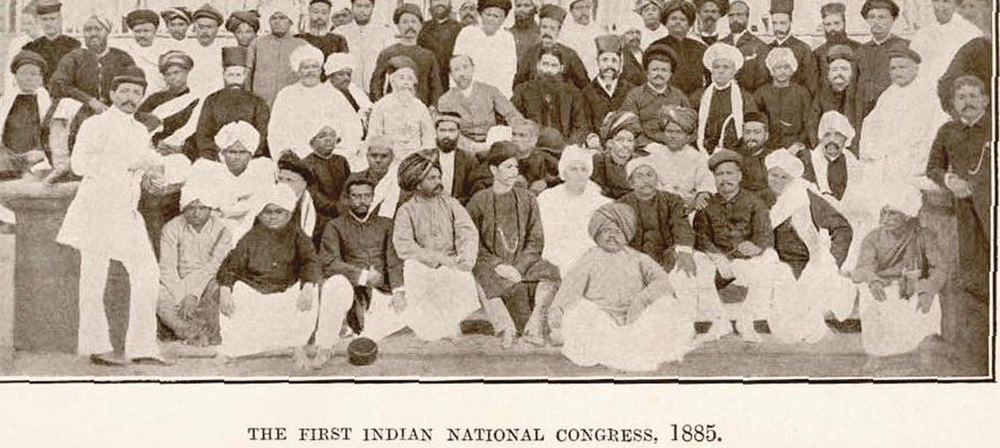 THE FIRST INDIAN NATIONAL CONGRESS, 1885.